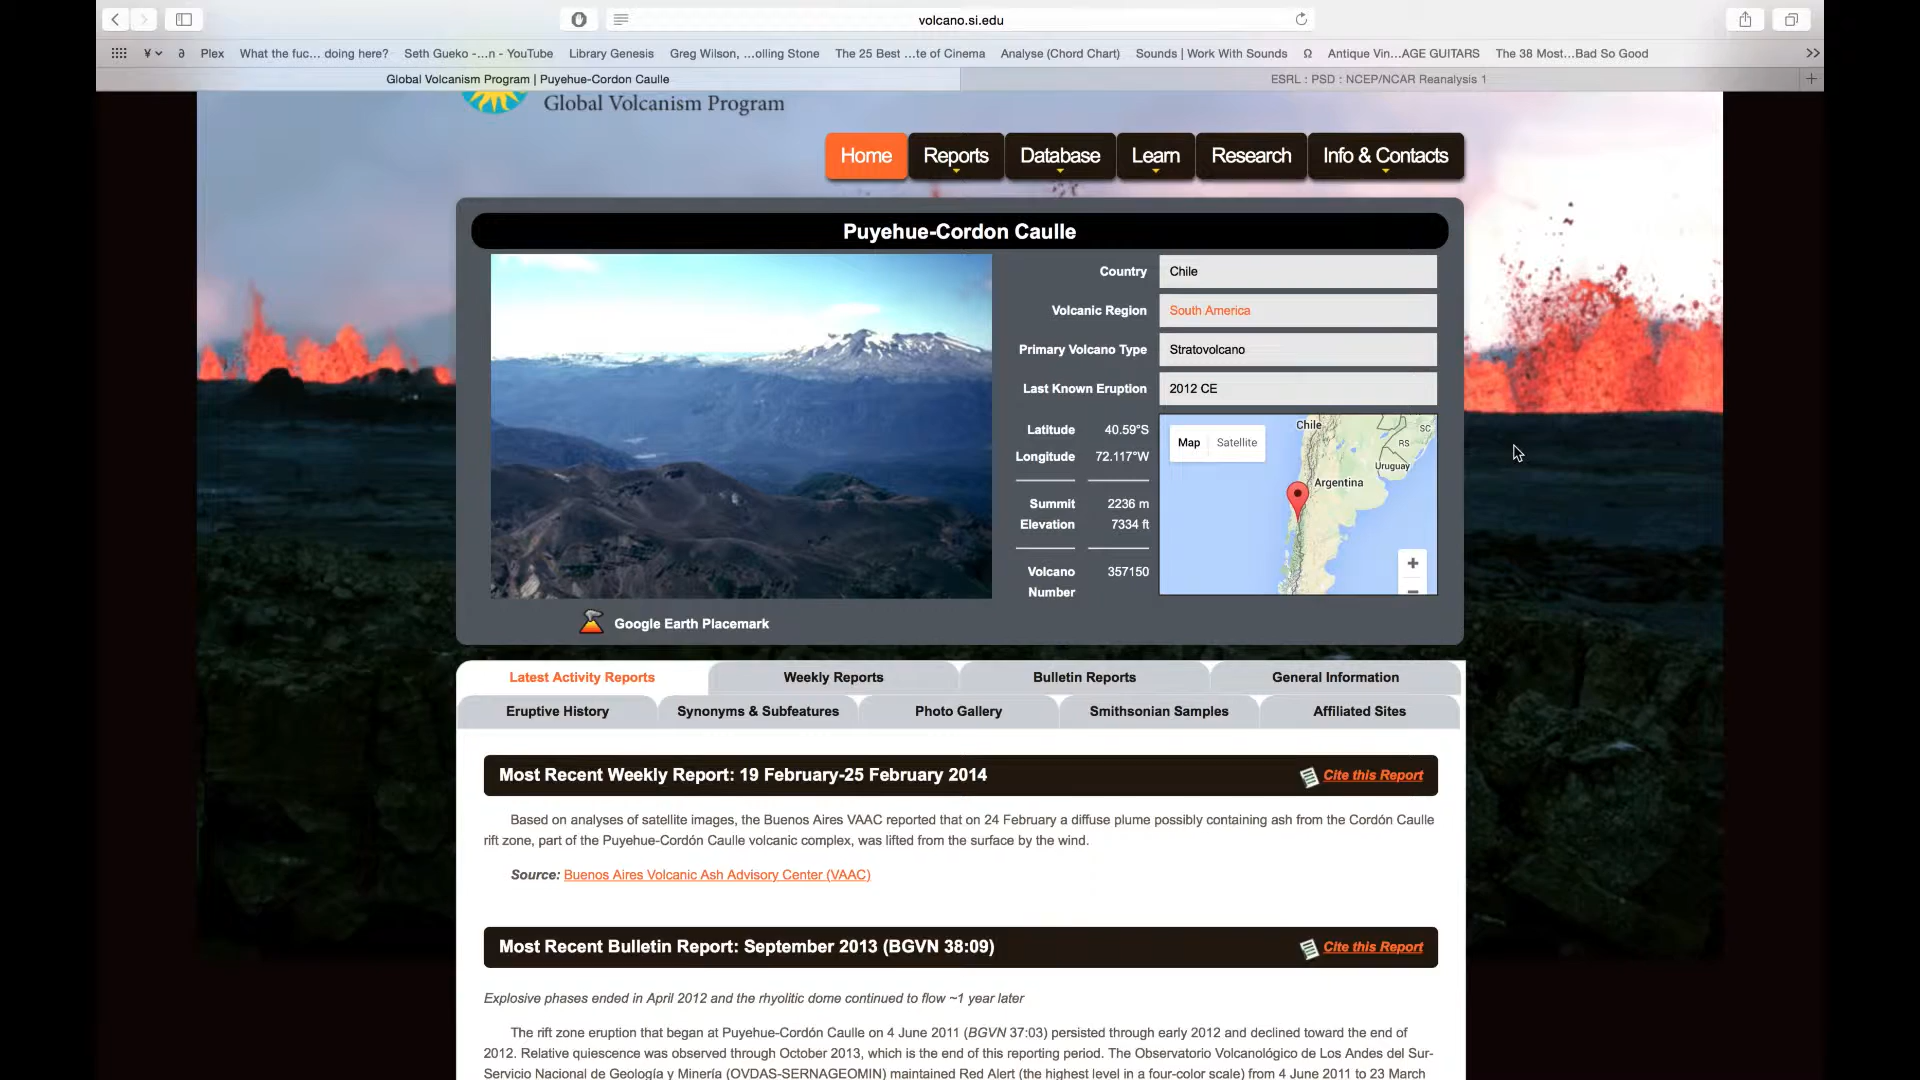 volcano.si.edu
¥ ∂ Plex What the fuc... doing here? Seth Gueko -...n - YouTube Library Genesis Greg Wilson, ...olling Stone The 25 Best ...te of Cinema Analyse (Chord Chart) Sounds | Work With Sounds Ω Antique Vin...AGE GUITARS The 38 Most...Bad So Good
Global Volcanism Program | Puyehue-Cordon Caulle ESRL : PSD : NCEP/NCAR Reanalysis 1
Global Volcanism Program
Home Reports Database Learn Research Info & Contacts
Puyehue-Cordon Caulle
Country Chile
Volcanic Region South America
Primary Volcano Type Stratovolcano
Last Known Eruption 2012 CE
Latitude 40.59°S
Longitude 72.117°W
Summit 2236 m
Elevation 7334 ft
Volcano 357150
Number
Map Satellite
Chile
SC
RS
Uruguay
Argentina
Google Earth Placemark
Latest Activity Reports Weekly Reports Bulletin Reports General Information
Eruptive History Synonyms & Subfeatures Photo Gallery Smithsonian Samples Affiliated Sites
Most Recent Weekly Report: 19 February-25 February 2014 Cite this Report
Based on analyses of satellite images, the Buenos Aires VAAC reported that on 24 February a diffuse plume possibly containing ash from the Cordón Caulle
rift zone, part of the Puyehue-Cordón Caulle volcanic complex, was lifted from the surface by the wind.
Source: Buenos Aires Volcanic Ash Advisory Center (VAAC)
Most Recent Bulletin Report: September 2013 (BGVN 38:09) Cite this Report
Explosive phases ended in April 2012 and the rhyolitic dome continued to flow ~1 year later
The rift zone eruption that began at Puyehue-Cordón Caulle on 4 June 2011 (BGVN 37:03) persisted through early 2012 and declined toward the end of
2012. Relative quiescence was observed through October 2013, which is the end of this reporting period. The Observatorio Volcanológico de Los Andes del Sur-
Servicio Nacional de Geología y Minería (OVDAS-SERNAGEOMIN) maintained Red Alert (the highest level in a four-color scale) from 4 June 2011 to 23 March